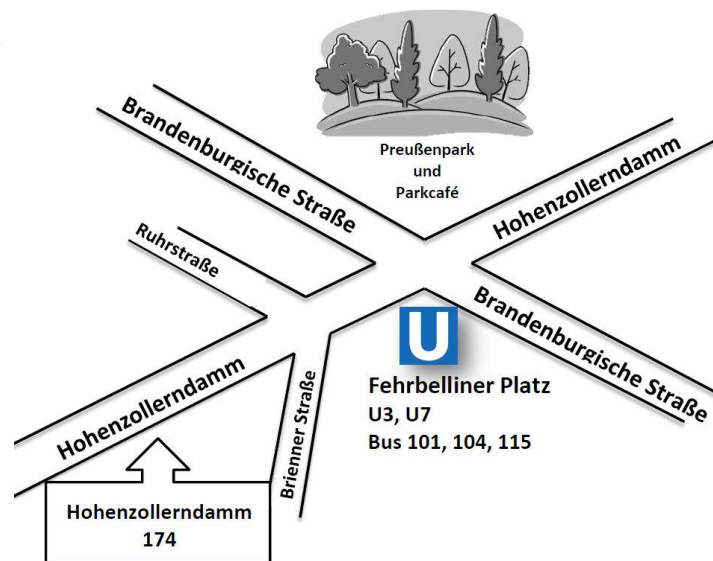 Preußenpark
und
Parkcafé
Brandenburgische Straße
Hohenzollerndamm
Ruhrstraße
U
Brandenburgische Straße
Fehrbelliner Platz
U3, U7
Bus 101, 104, 115
Hohenzollerndamm
Brienner Straße
Hohenzollerndamm
174